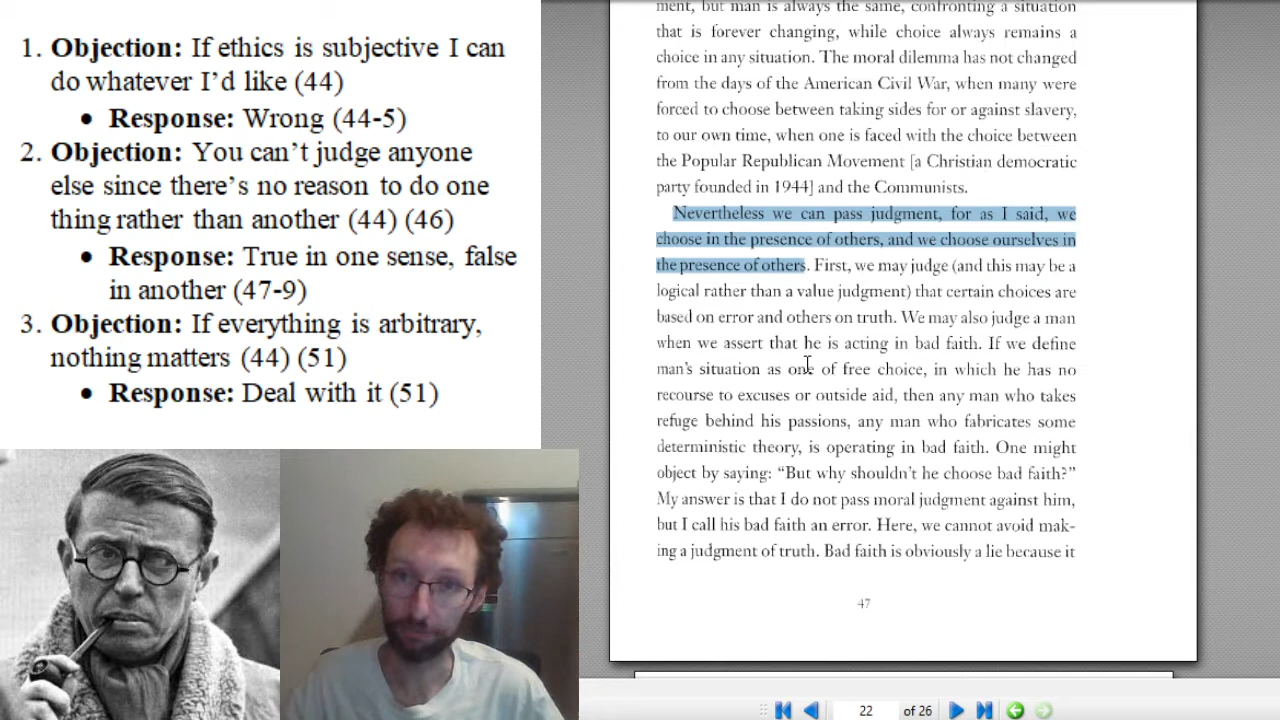 1. Objection: If ethics is subjective I can
do whatever I'd like (44)
• Response: Wrong (44-5)
2. Objection: You can't judge anyone
else since there's no reason to do one
thing rather than another (44) (46)
• Response: True in one sense, false
in another (47-9)
3. Objection: If everything is arbitrary,
nothing matters (44) (51)
• Response: Deal with it (51)
ment, but man is always the same, confronting a situation
that is forever changing, while choice always remains a
choice in any situation. The moral dilemma has not changed
from the days of the American Civil War, when many were
forced to choose between taking sides for or against slavery,
to our own time, when one is faced with the choice between
the Popular Republican Movement [a Christian democratic
party founded in 1944] and the Communists.
Nevertheless we can pass judgment, for as I said, we
choose in the presence of others, and we choose ourselves in
the presence of others. First, we may judge (and this may be a
logical rather than a value judgment) that certain choices are
based on error and others on truth. We may also judge a man
when we assert that he is acting in bad faith. If we define
man's situation as one of free choice, in which he has no
recourse to excuses or outside aid, then any man who takes
refuge behind his passions, any man who fabricates some
deterministic theory, is operating in bad faith. One might
object by saying: “But why shouldn't he choose bad faith?”
My answer is that I do not pass moral judgment against him,
but I call his bad faith an error. Here, we cannot avoid mak-
ing a judgment of truth. Bad faith is obviously a lie because it
47
22 of 26